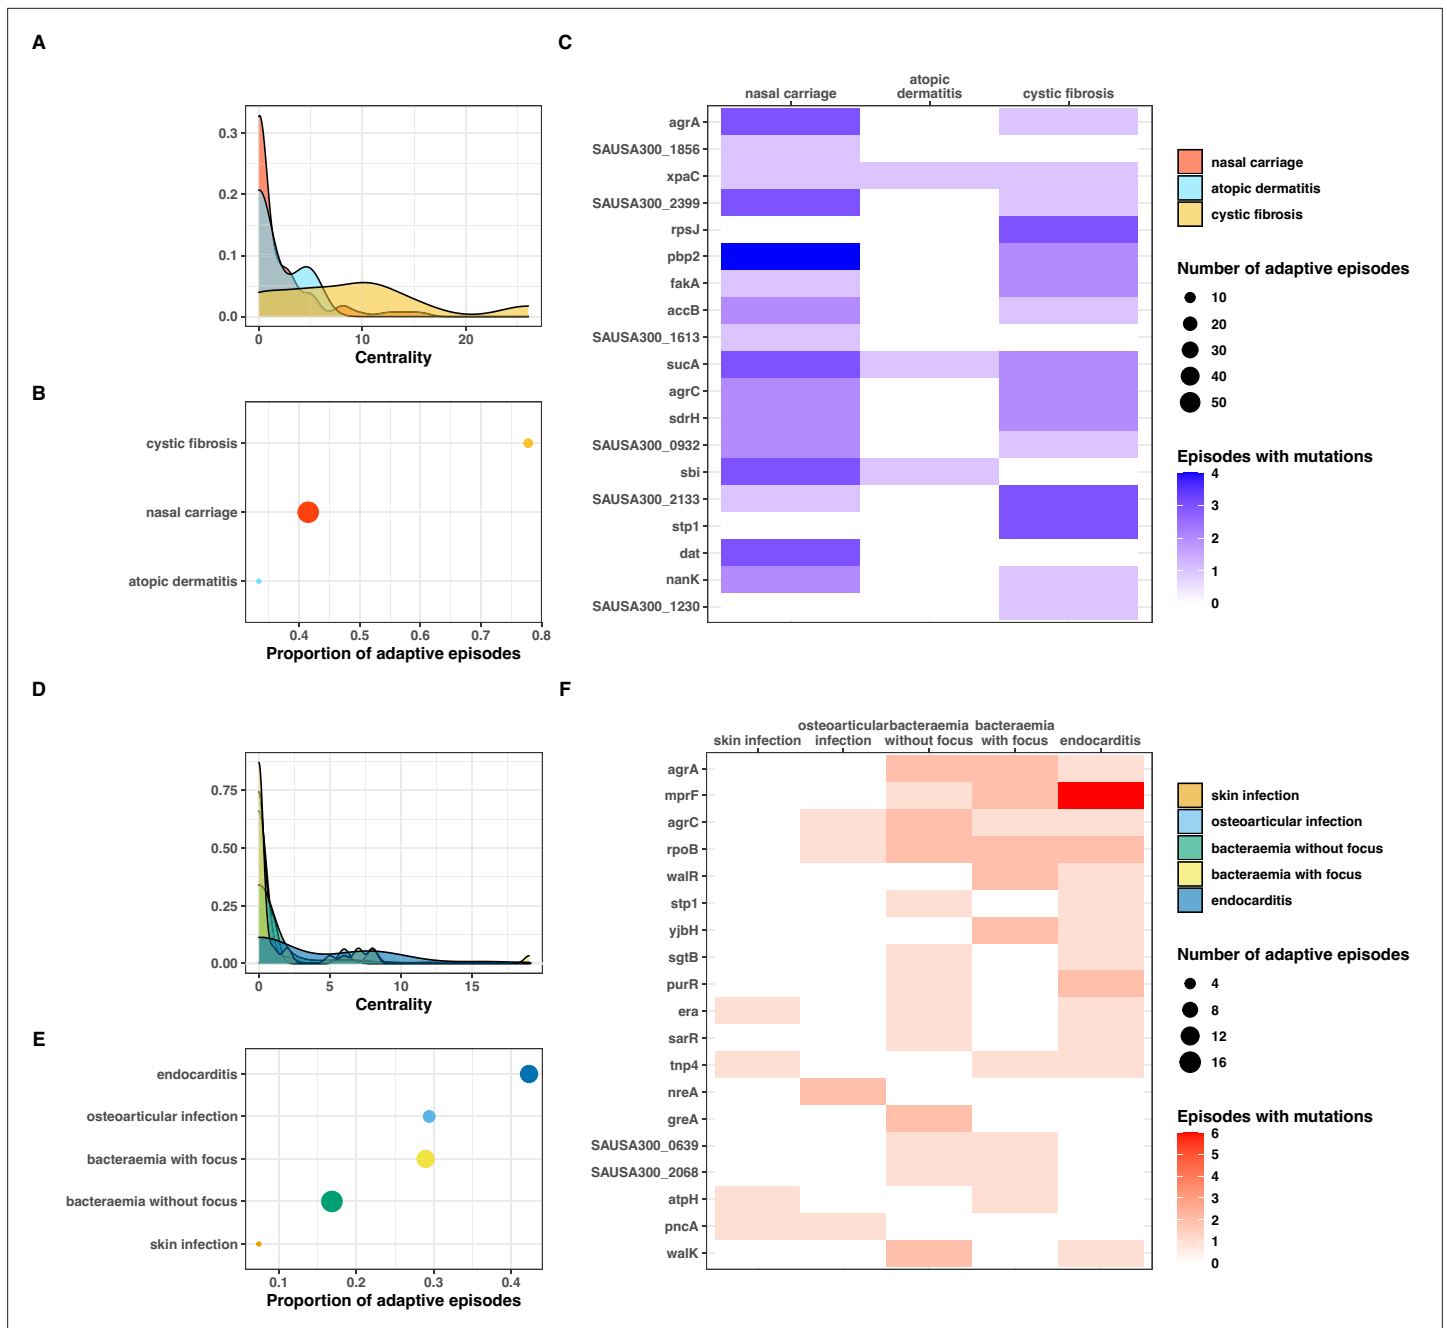 A
0.3
0.2
0.1
0.0
0
10
20
Centrality
B
cystic fibrosis
nasal carriage
atopic dermatitis
0.4
0.5
0.6
0.7
0.8
Proportion of adaptive episodes
C
nasal carriage
atopic
dermatitis
cystic fibrosis
agrA
SAUSA300_1856
xpaC
SAUSA300_2399
rpsJ
pbp2
fakA
accB
SAUSA300_1613
sucA
agrC
sdrH
SAUSA300_0932
sbi
SAUSA300_2133
stp1
dat
nanK
SAUSA300_1230
nasal carriage
atopic dermatitis
cystic fibrosis
Number of adaptive episodes
10
20
30
40
50
Episodes with mutations
4
3
2
1
0
D
0.75
0.50
0.25
0.00
0
5
10
15
Centrality
E
endocarditis
osteoarticular infection
bacteraemia with focus
bacteraemia without focus
skin infection
0.1
0.2
0.3
0.4
Proportion of adaptive episodes
F
skin infection
osteoarticular
infection
bacteraemia
without focus
bacteraemia
with focus
endocarditis
agrA
mprF
agrC
rpoB
walR
stp1
yjbH
sgtB
purR
era
sarR
tnp4
nreA
greA
SAUSA300_0639
SAUSA300_2068
atpH
pncA
walK
skin infection
osteoarticular infection
bacteraemia without focus
bacteraemia with focus
endocarditis
Number of adaptive episodes
4
8
12
16
Episodes with mutations
6
5
4
3
2
1
0